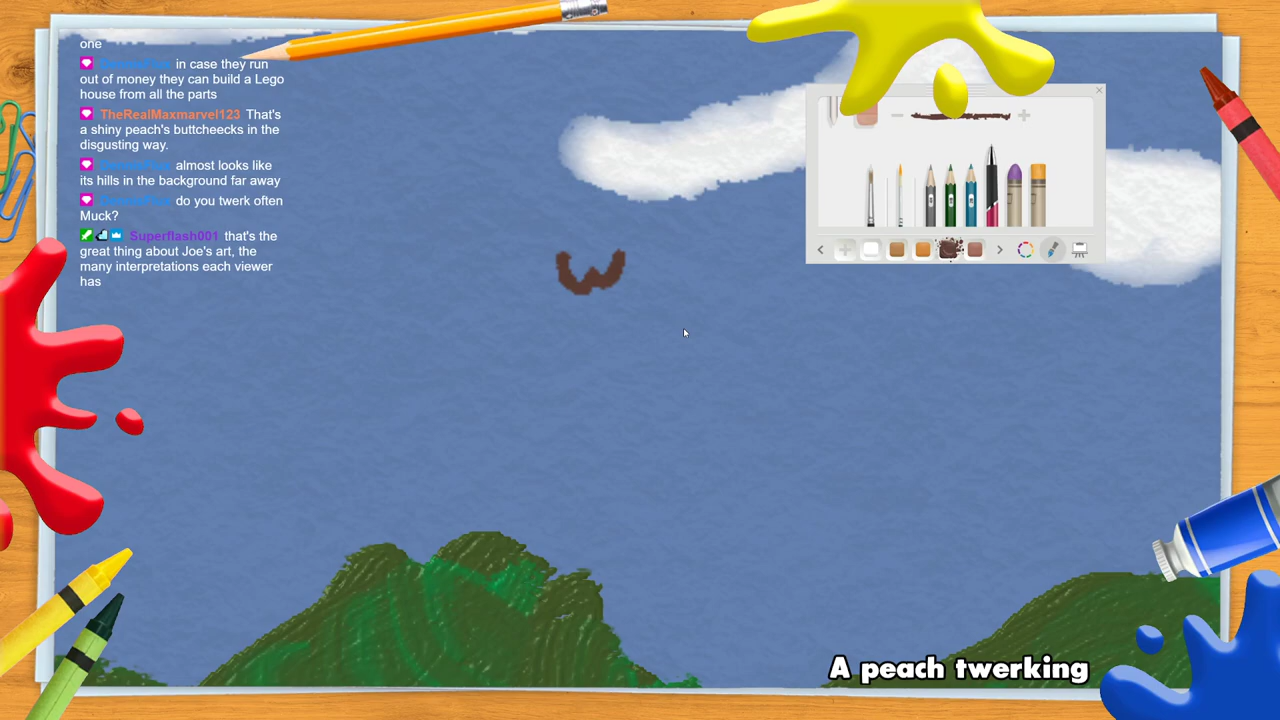 one
in case they run
out of money they can build a Lego
house from all the parts
TheRealMaxmarvel123 That's
a shiny peach's buttcheecks in the
disgusting way.
almost looks like
its hills in the background far away
do you twerk often
Muck?
Superflash001 that's the
great thing about Joe's art, the
many interpretations each viewer
has
A peach twerking